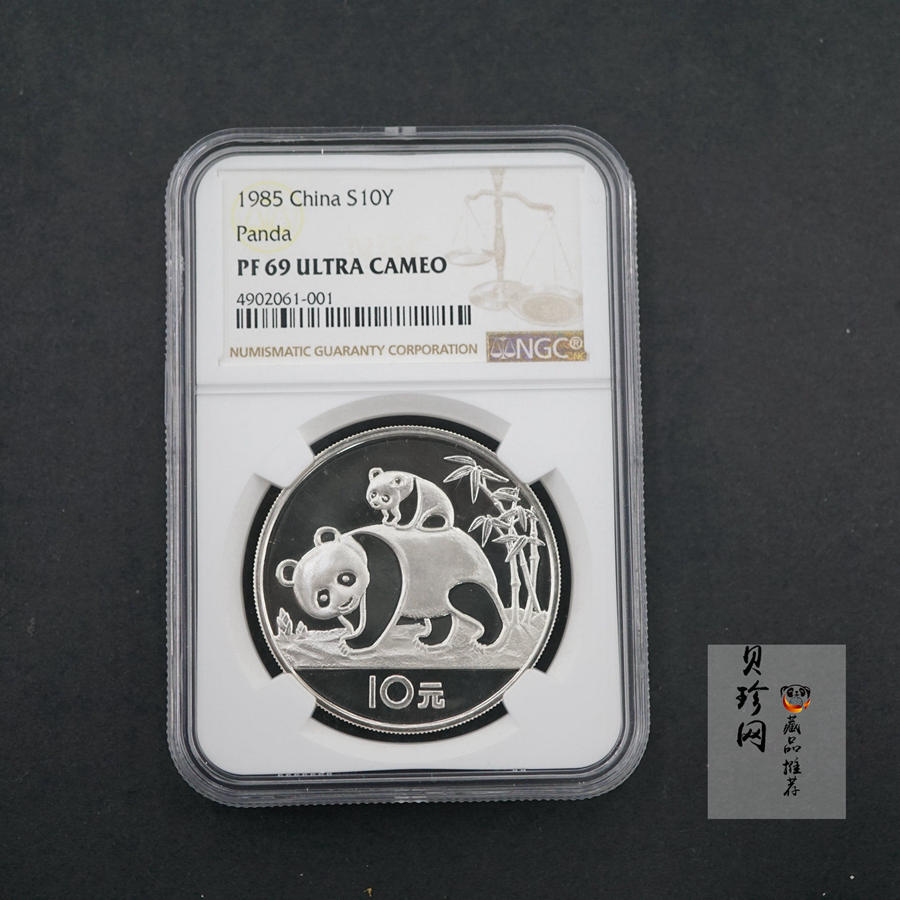 1985 China S10Y
Panda
PF 69 ULTRA CAMEO
4902061-001
NUMISMATIC GUARANTY CORPORATION
NGC®
10元
贝珍网
藏品推荐